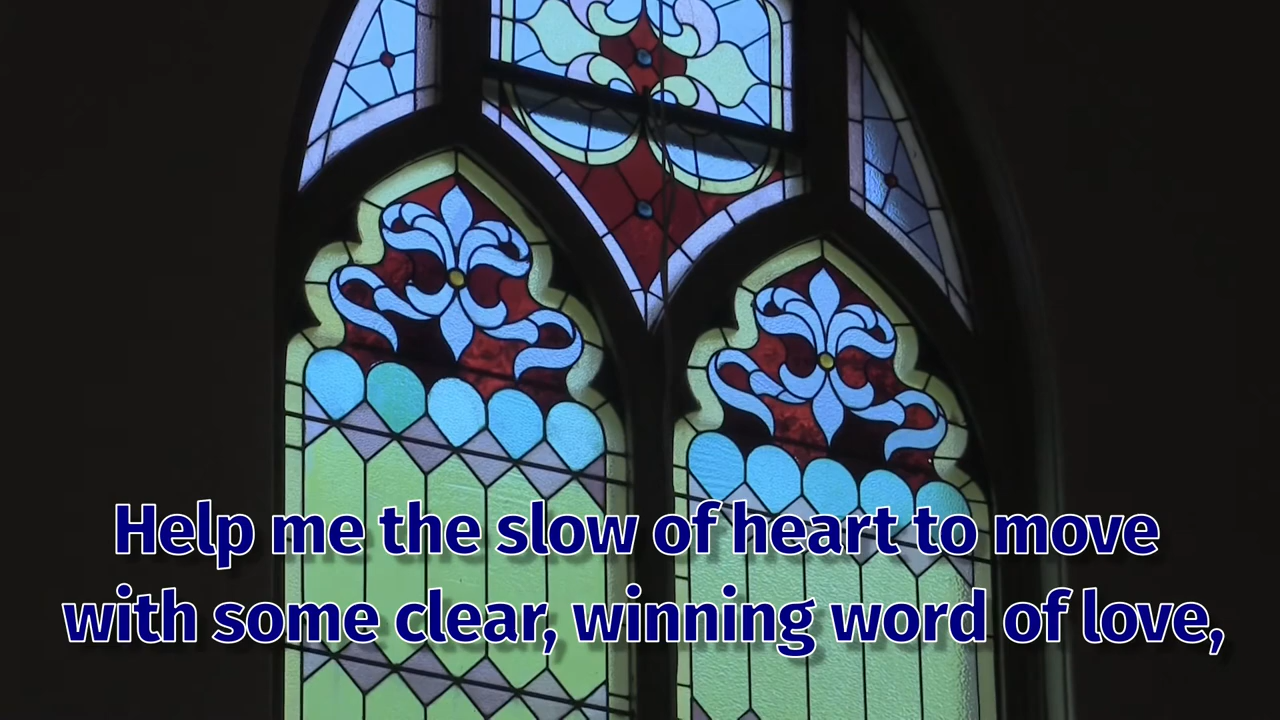 Help me the slow of heart to move
with some clear, winning word of love,